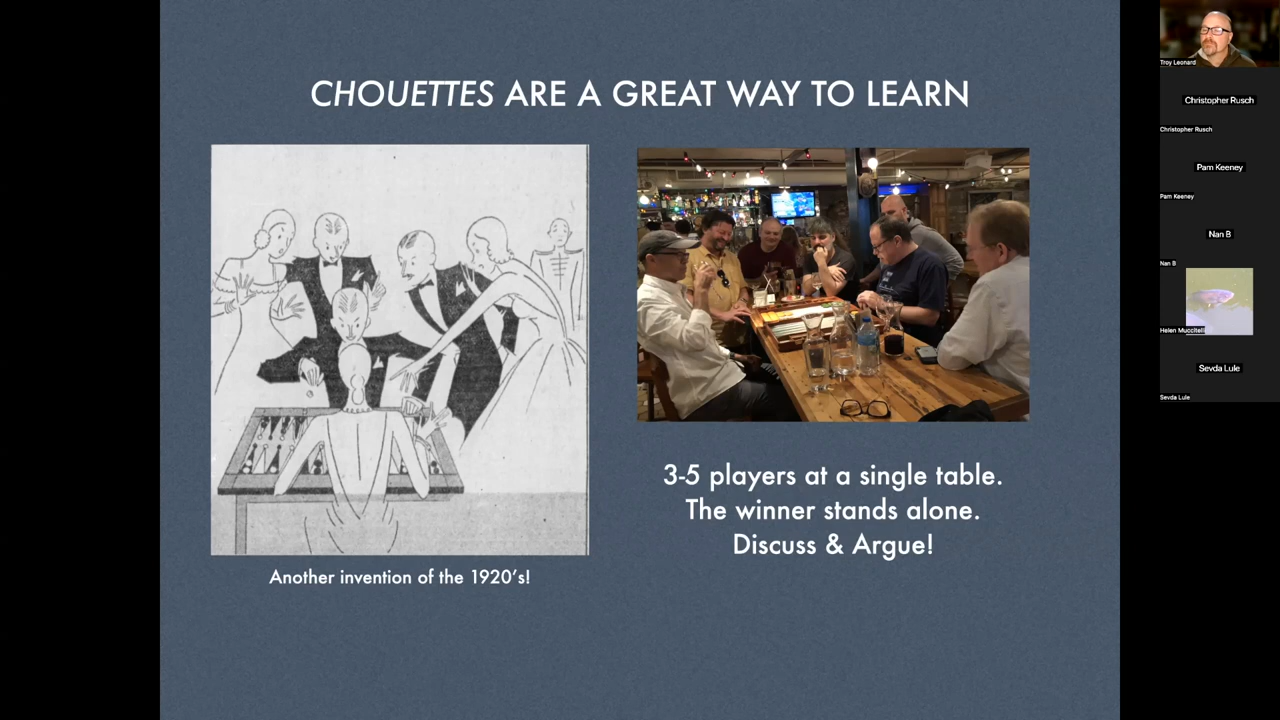 CHOUETTES ARE A GREAT WAY TO LEARN
Another invention of the 1920's!
3-5 players at a single table.
The winner stands alone.
Discuss & Argue!
Troy Leonard
Christopher Rusch
Christopher Rusch
Pam Keeney
Pam Keeney
Nan B
Nan B
Helen Muccitelli
Sevda Lule
Sevda Lule